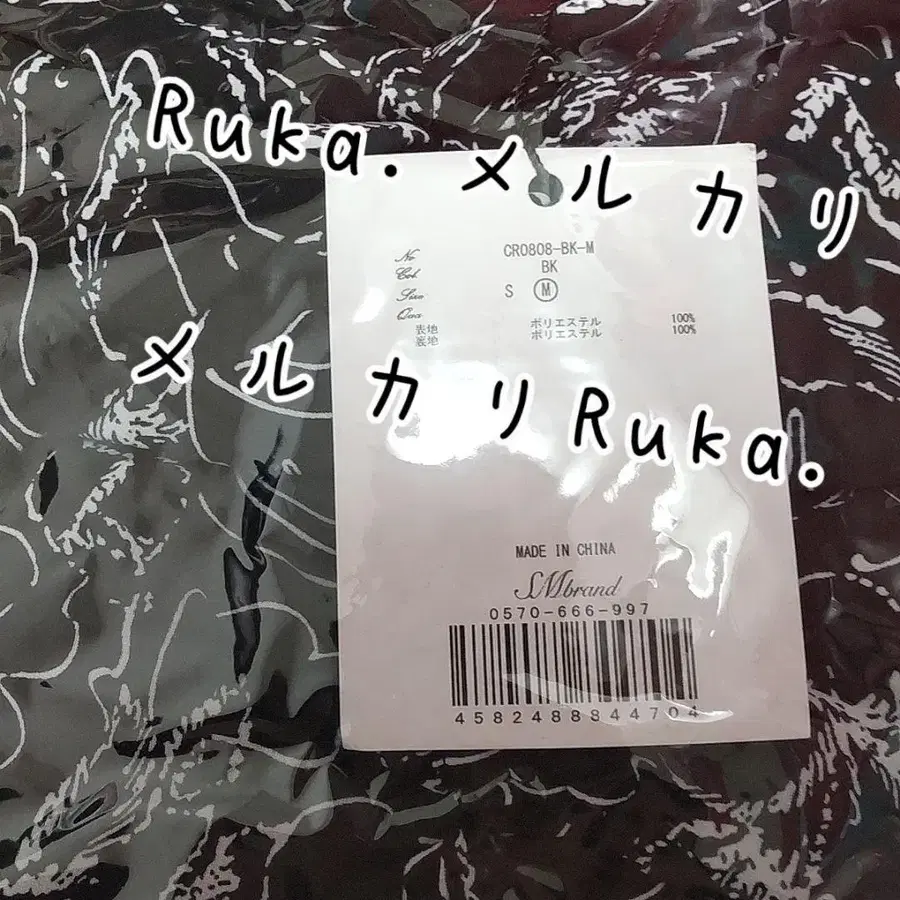 Ruka. メルカリ
No CR0808-BK-M
Col. BK
Size S M
Qua
表地 ポリエステル 100%
裏地 ポリエステル 100%
メルカリRuka.
MADE IN CHINA
SMbrand
0570-666-997
4582488844704